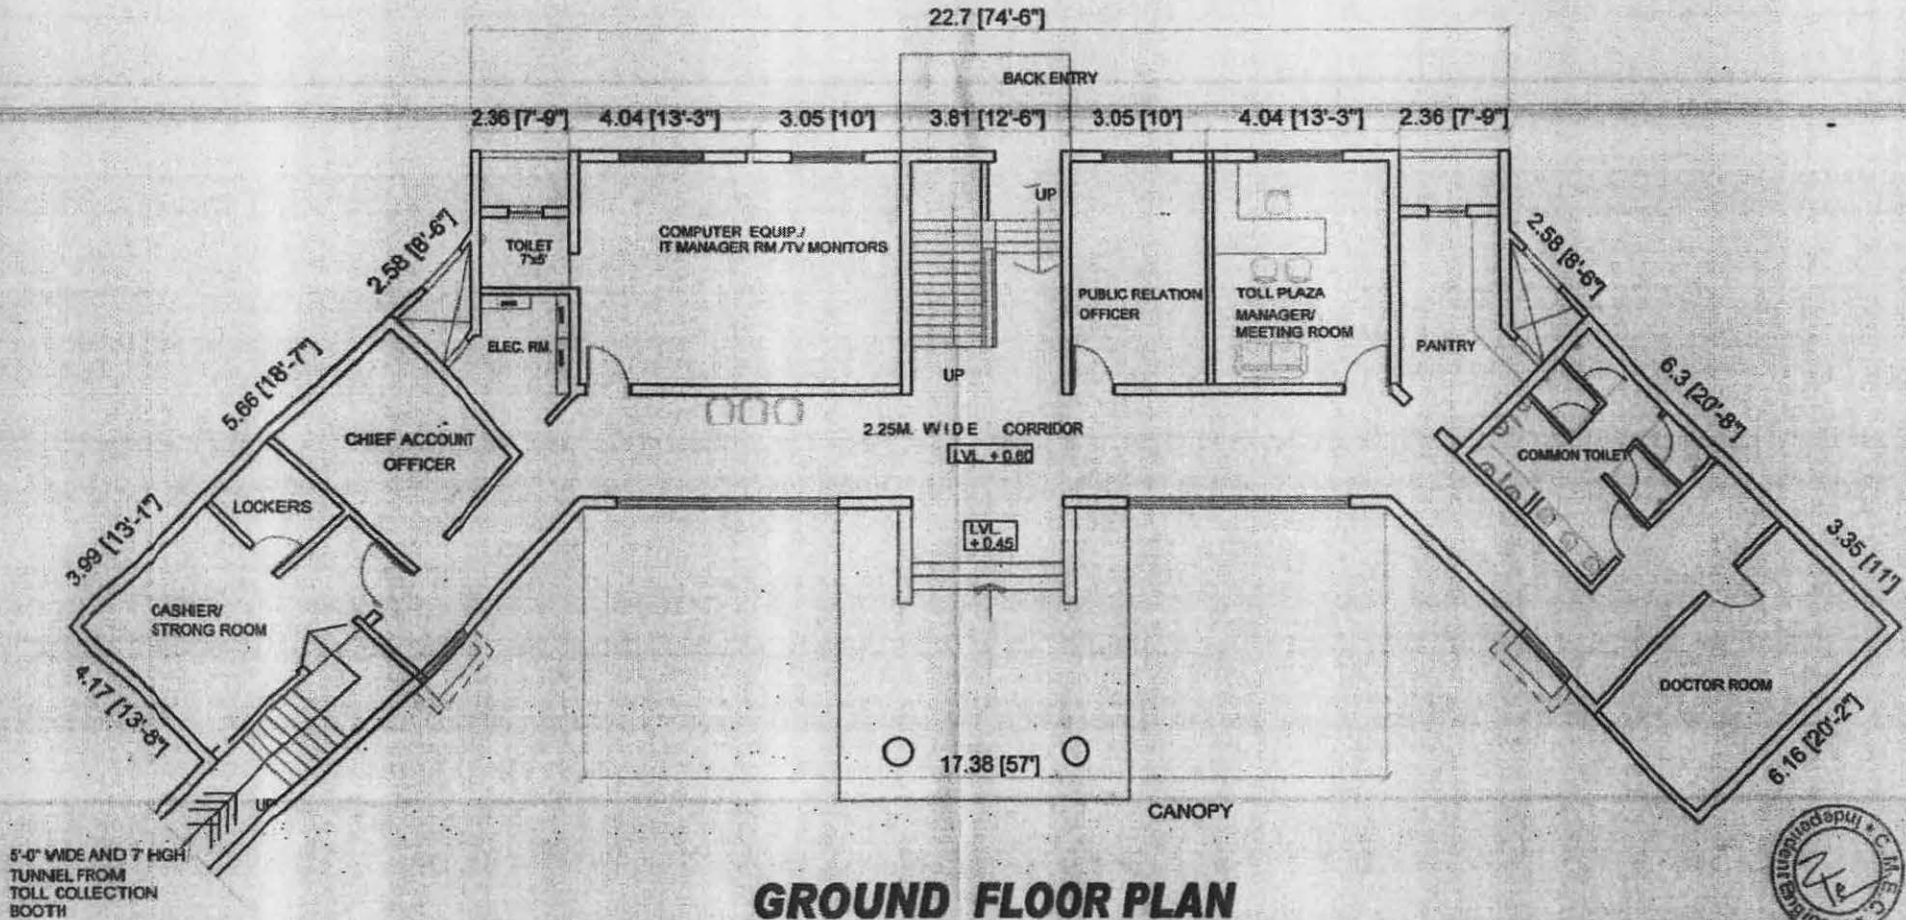 22.7 [74'-6"]
BACK ENTRY
2.36 [7'-9"]
4.04 [13'-3"]
3.05 [10']
3.81 [12'-6"]
3.05 [10']
4.04 [13'-3"]
2.36 [7'-9"]
UP
TOILET
7'x5'
COMPUTER EQUIP./
IT MANAGER RM./TV MONITORS
2.58 [8'-6"]
2.58 [8'-6"]
PUBLIC RELATION
OFFICER
TOLL PLAZA
MANAGER/
MEETING ROOM
ELEC. RM.
PANTRY
UP
5.66 [18'-7"]
6.3 [20'-8"]
CHIEF ACCOUNT
OFFICER
2.25M. WIDE CORRIDOR
LVL. +0.60
COMMON TOILET
LOCKERS
LVL.
+0.45
3.99 [13'-1"]
3.35 [11']
CASHIER/
STRONG ROOM
4.17 [13'-8"]
DOCTOR ROOM
6.16 [20'-2"]
17.38 [57']
CANOPY
UP
5'-0" WIDE AND 7' HIGH
TUNNEL FROM
TOLL COLLECTION
BOOTH
GROUND FLOOR PLAN
Independent
C. M. E. C.